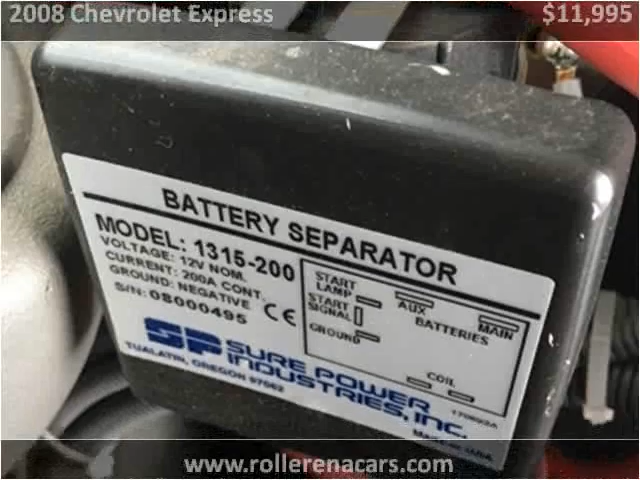 2008 Chevrolet Express
$11,995
BATTERY SEPARATOR
MODEL: 1315-200
VOLTAGE: 12V NOM.
CURRENT: 200A CONT.
GROUND: NEGATIVE
S/N: 08000495
CE
START
LAMP
START
SIGNAL
GROUND
AUX
BATTERIES
MAIN
COIL
SP SURE POWER
INDUSTRIES, INC.
TUALATIN, OREGON 97062
MADE IN
www.rollerenacars.com